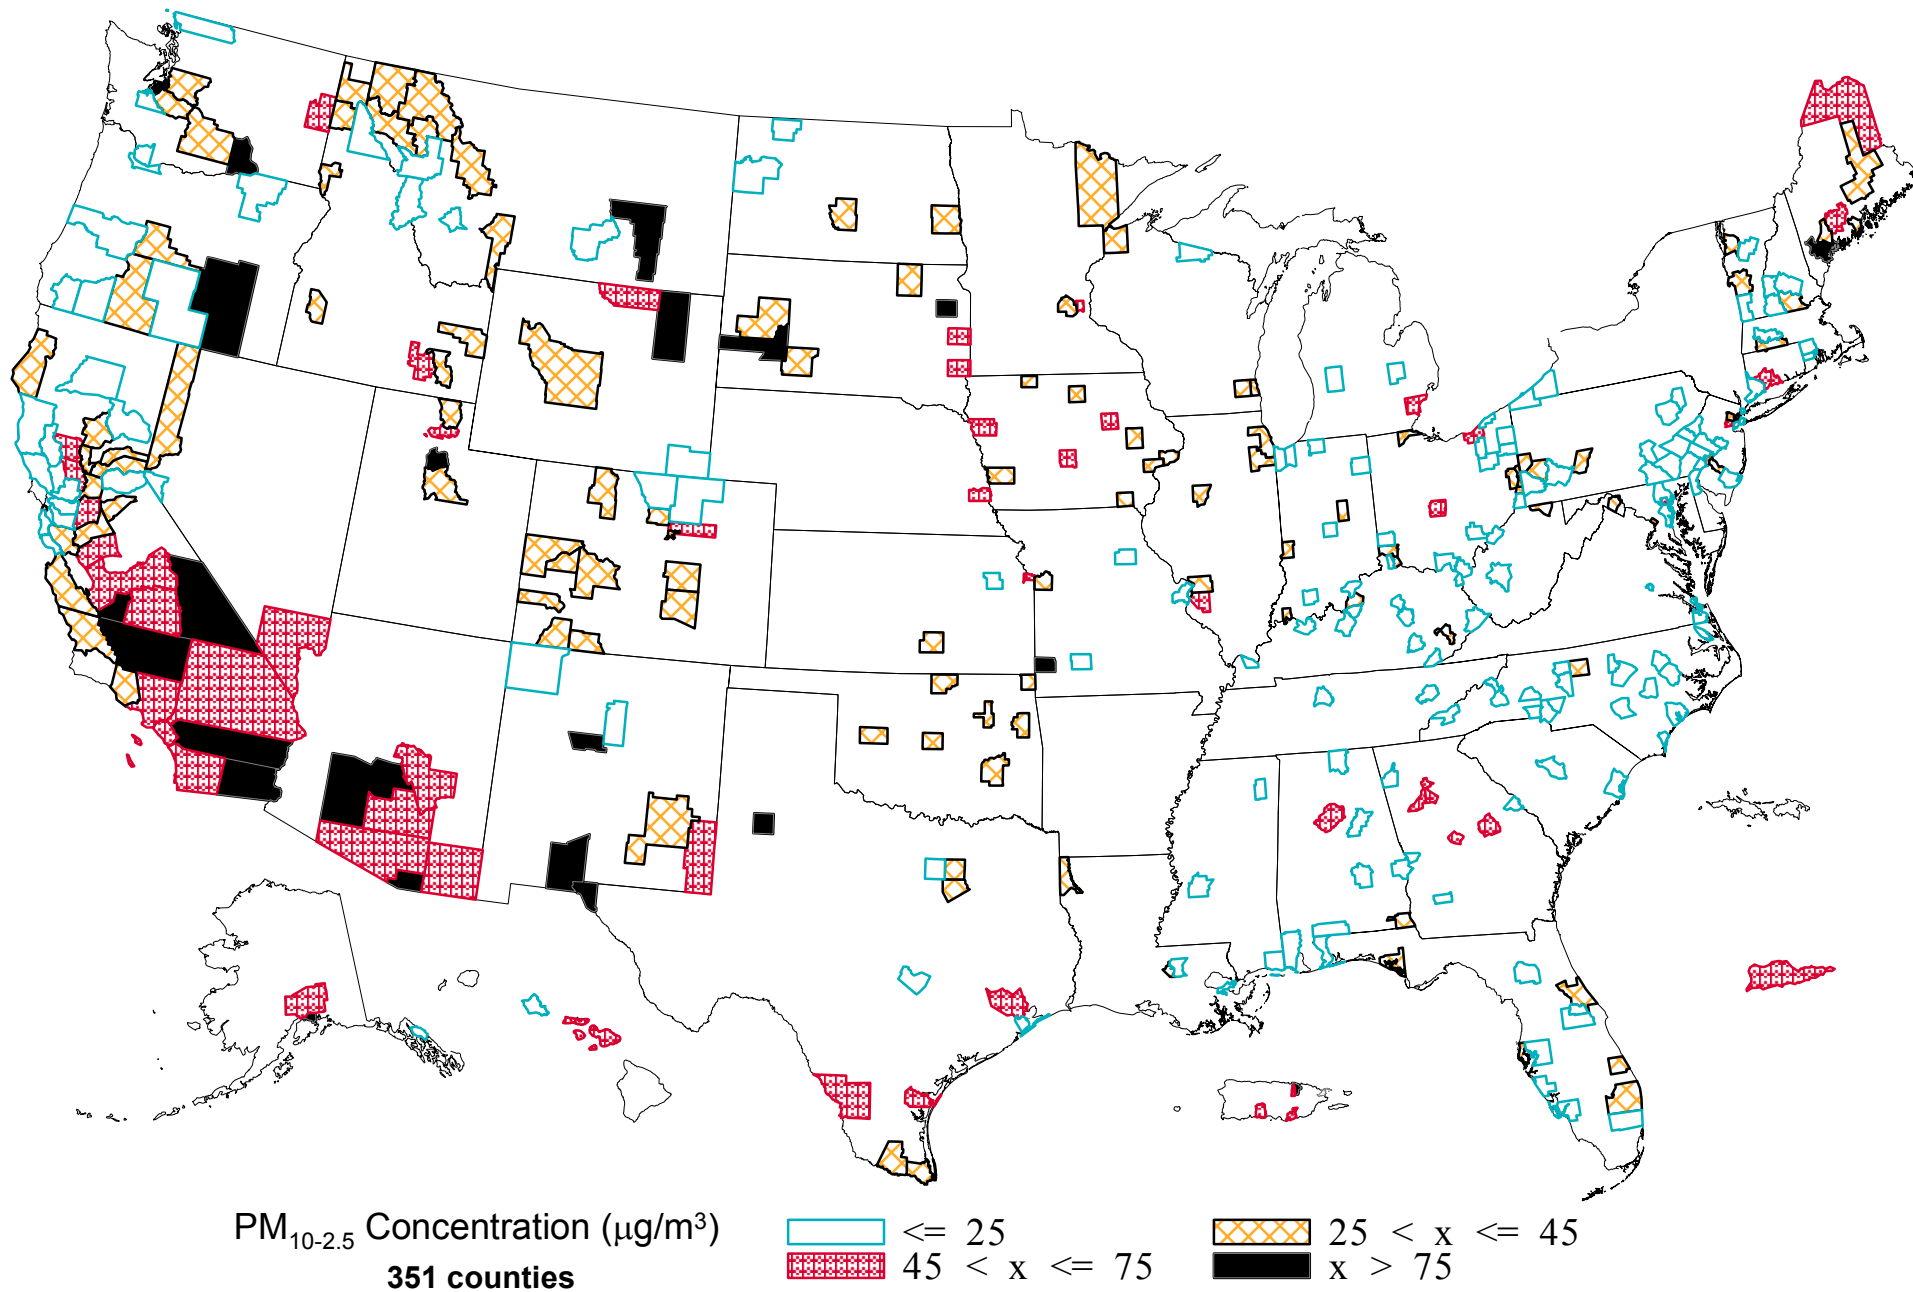 PM10-2.5 Concentration (μg/m³)
351 counties
<= 25
25 < x <= 45
45 < x <= 75
x > 75